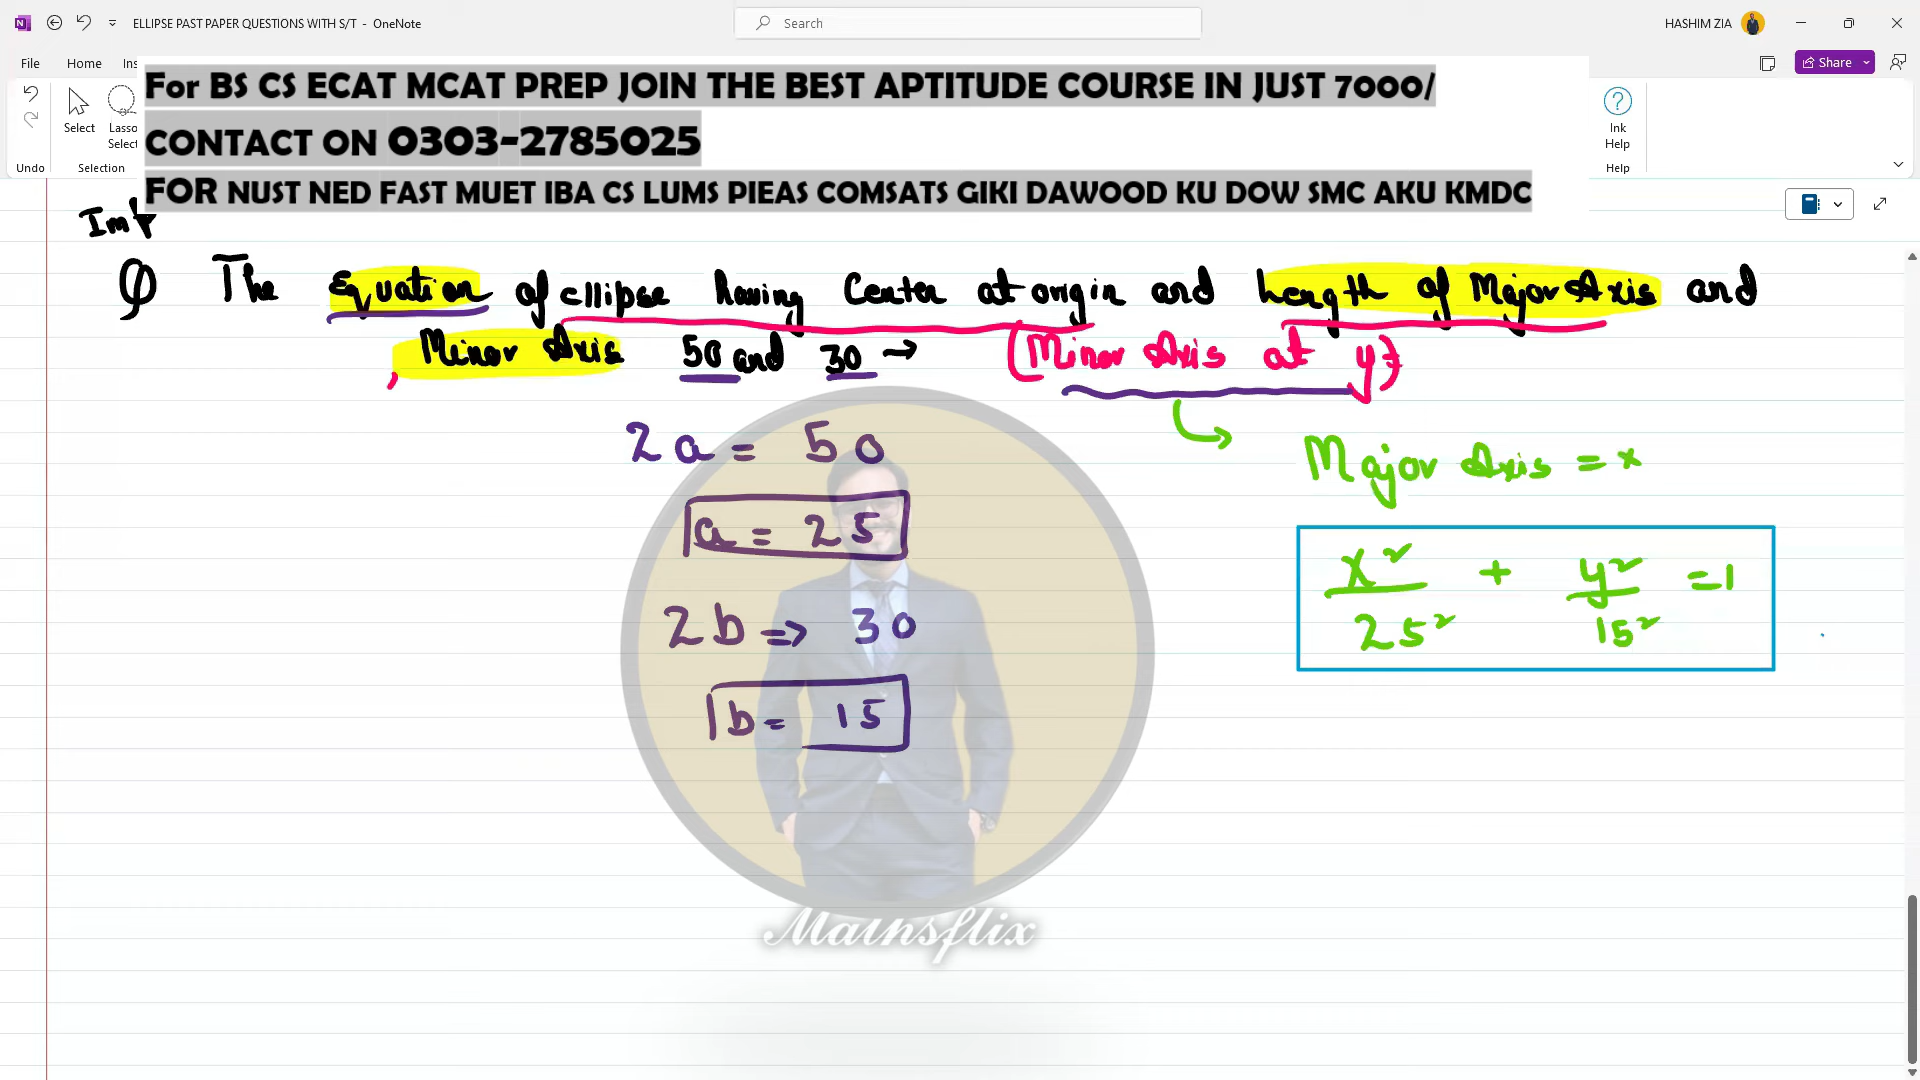 ELLIPSE PAST PAPER QUESTIONS WITH S/T - OneNote
Search
HASHIM ZIA
File Home Ins
Share
For BS CS ECAT MCAT PREP JOIN THE BEST APTITUDE COURSE IN JUST 7000/
CONTACT ON 0303-2785025
FOR NUST NED FAST MUET IBA CS LUMS PIEAS COMSATS GIKI DAWOOD KU DOW SMC AKU KMDC
Select
Lasso
Select
Ink
Help
Undo
Selection
Help
Imp
Q The Equation of ellipse having Center at origin and Length of Major Axis and
Minor Axis 50 and 30 → (Minor Axis at y)
2a = 50
Major Axis = x
a = 25
x² + y² = 1
25² 15²
2b => 30
b = 15
Mainsflix